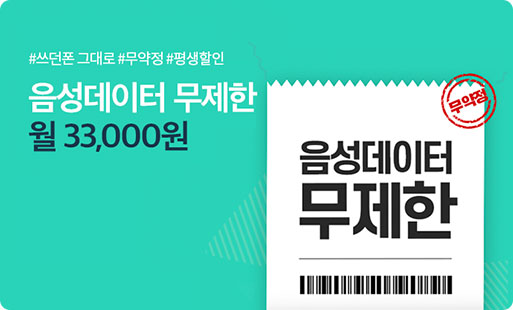 #쓰던폰 그대로 #무약정 #평생할인
음성데이터 무제한
월 33,000원
무약정
음성데이터
무제한